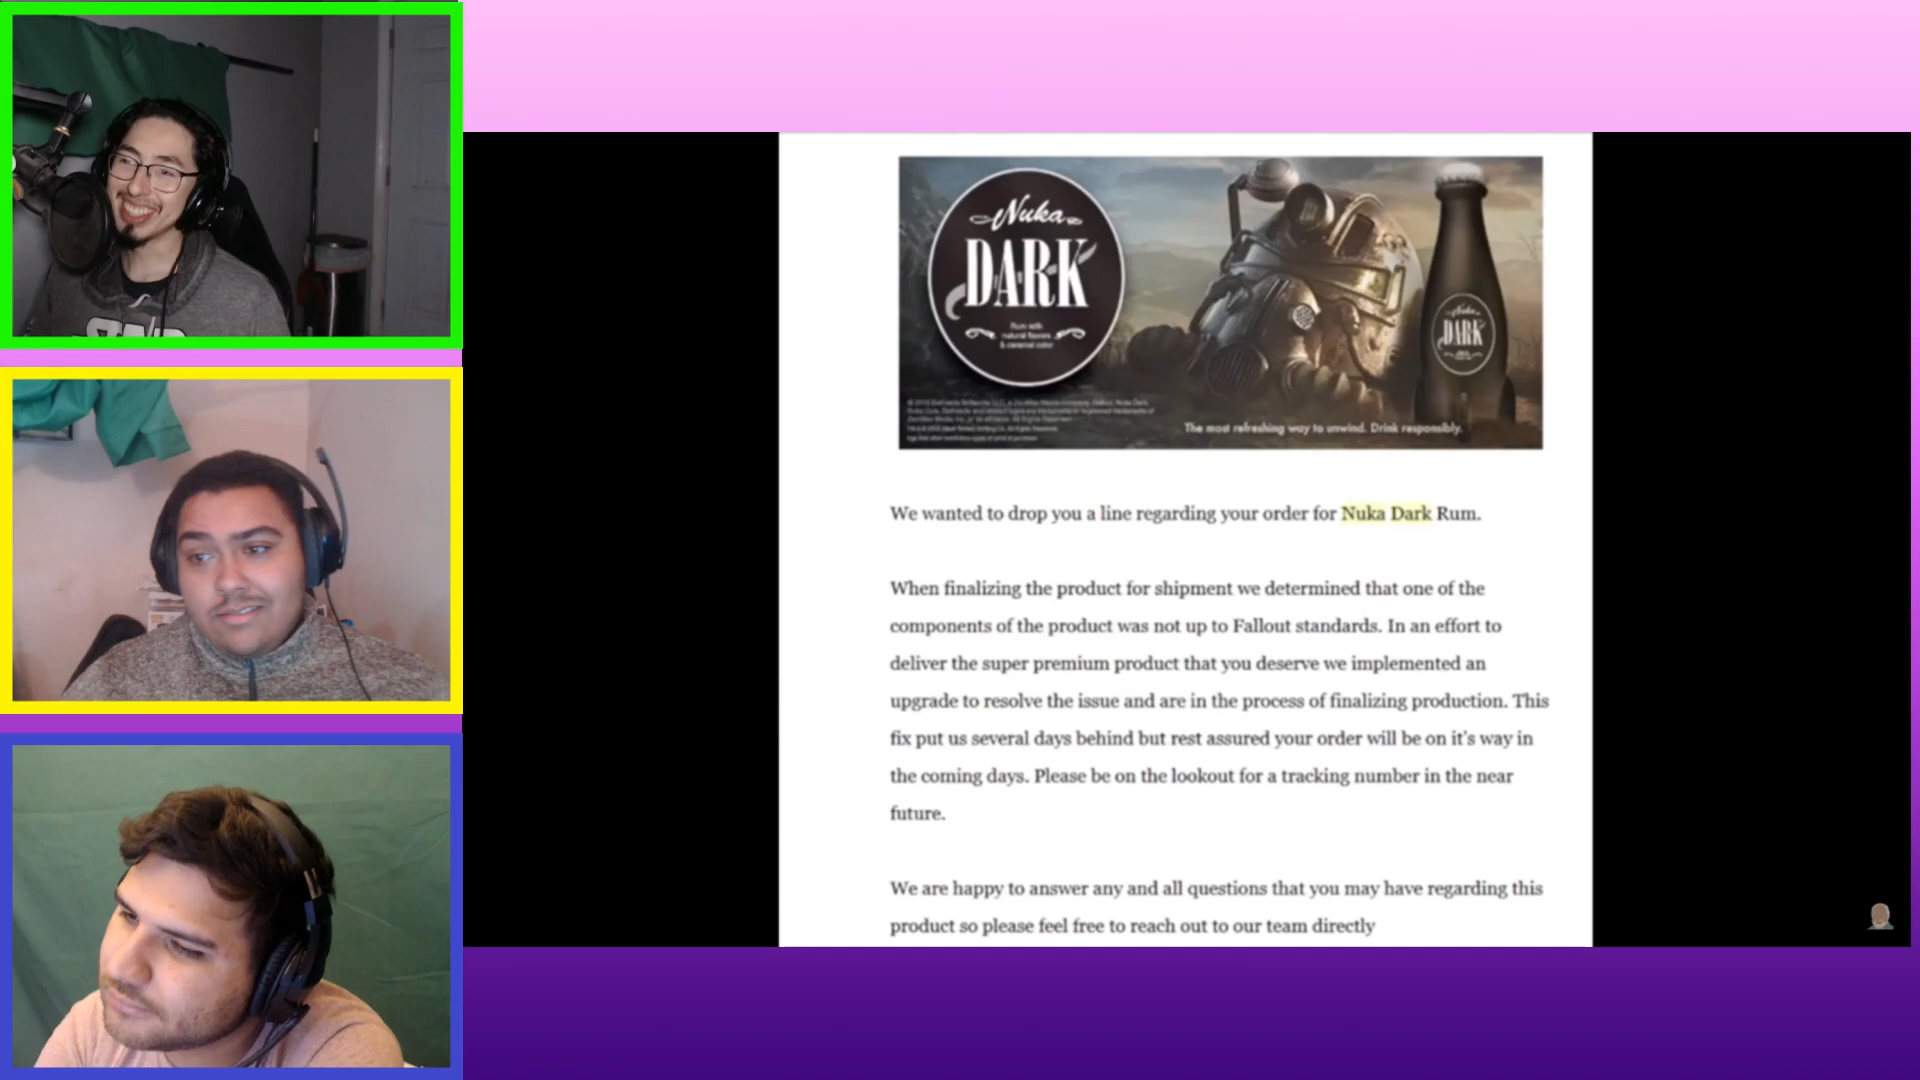 Nuka
DARK
Rum with
natural flavors
& caramel color
Nuka
DARK
The most refreshing way to unwind. Drink responsibly.
We wanted to drop you a line regarding your order for Nuka Dark Rum.
When finalizing the product for shipment we determined that one of the
components of the product was not up to Fallout standards. In an effort to
deliver the super premium product that you deserve we implemented an
upgrade to resolve the issue and are in the process of finalizing production. This
fix put us several days behind but rest assured your order will be on it's way in
the coming days. Please be on the lookout for a tracking number in the near
future.
We are happy to answer any and all questions that you may have regarding this
product so please feel free to reach out to our team directly